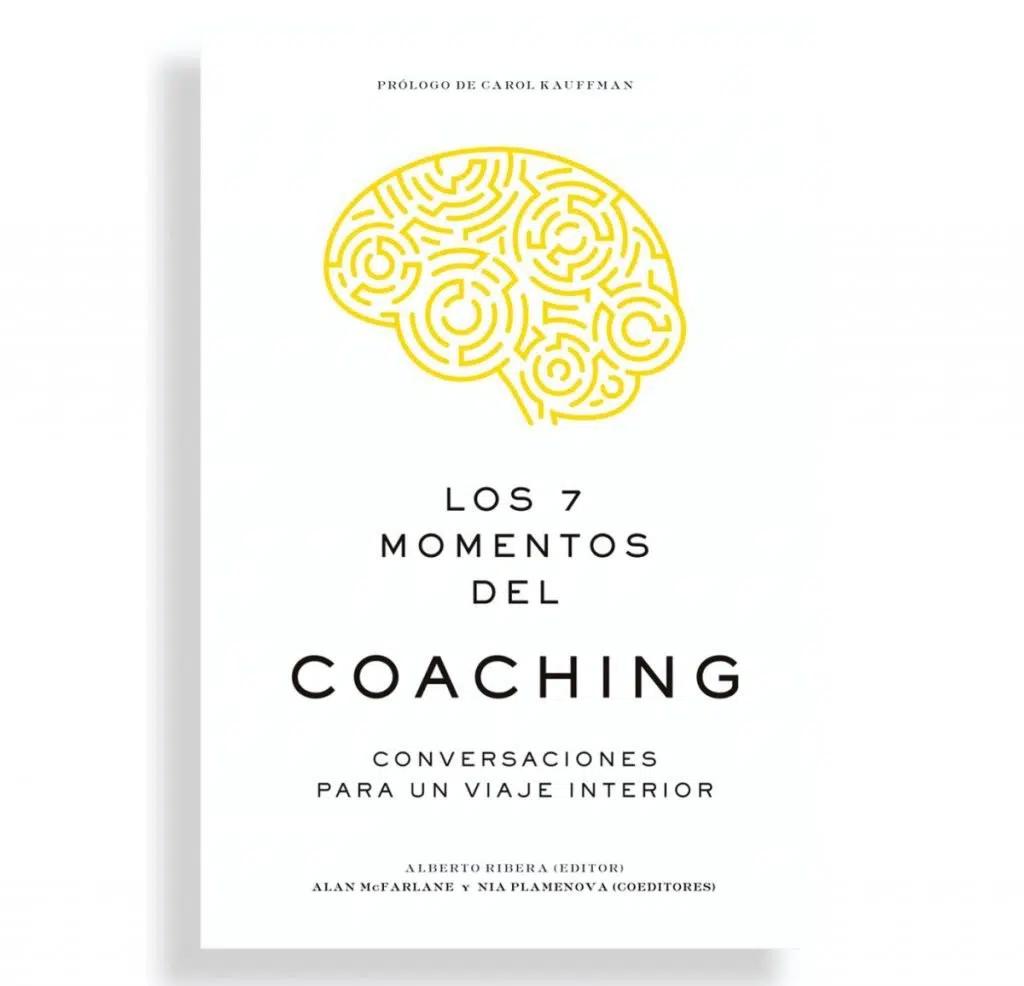 PRÓLOGO DE CAROL KAUFFMAN
LOS 7
MOMENTOS
DEL
COACHING
CONVERSACIONES
PARA UN VIAJE INTERIOR
ALBERTO RIBERA (EDITOR)
ALAN McFARLANE Y NIA PLAMENOVA (COEDITORES)